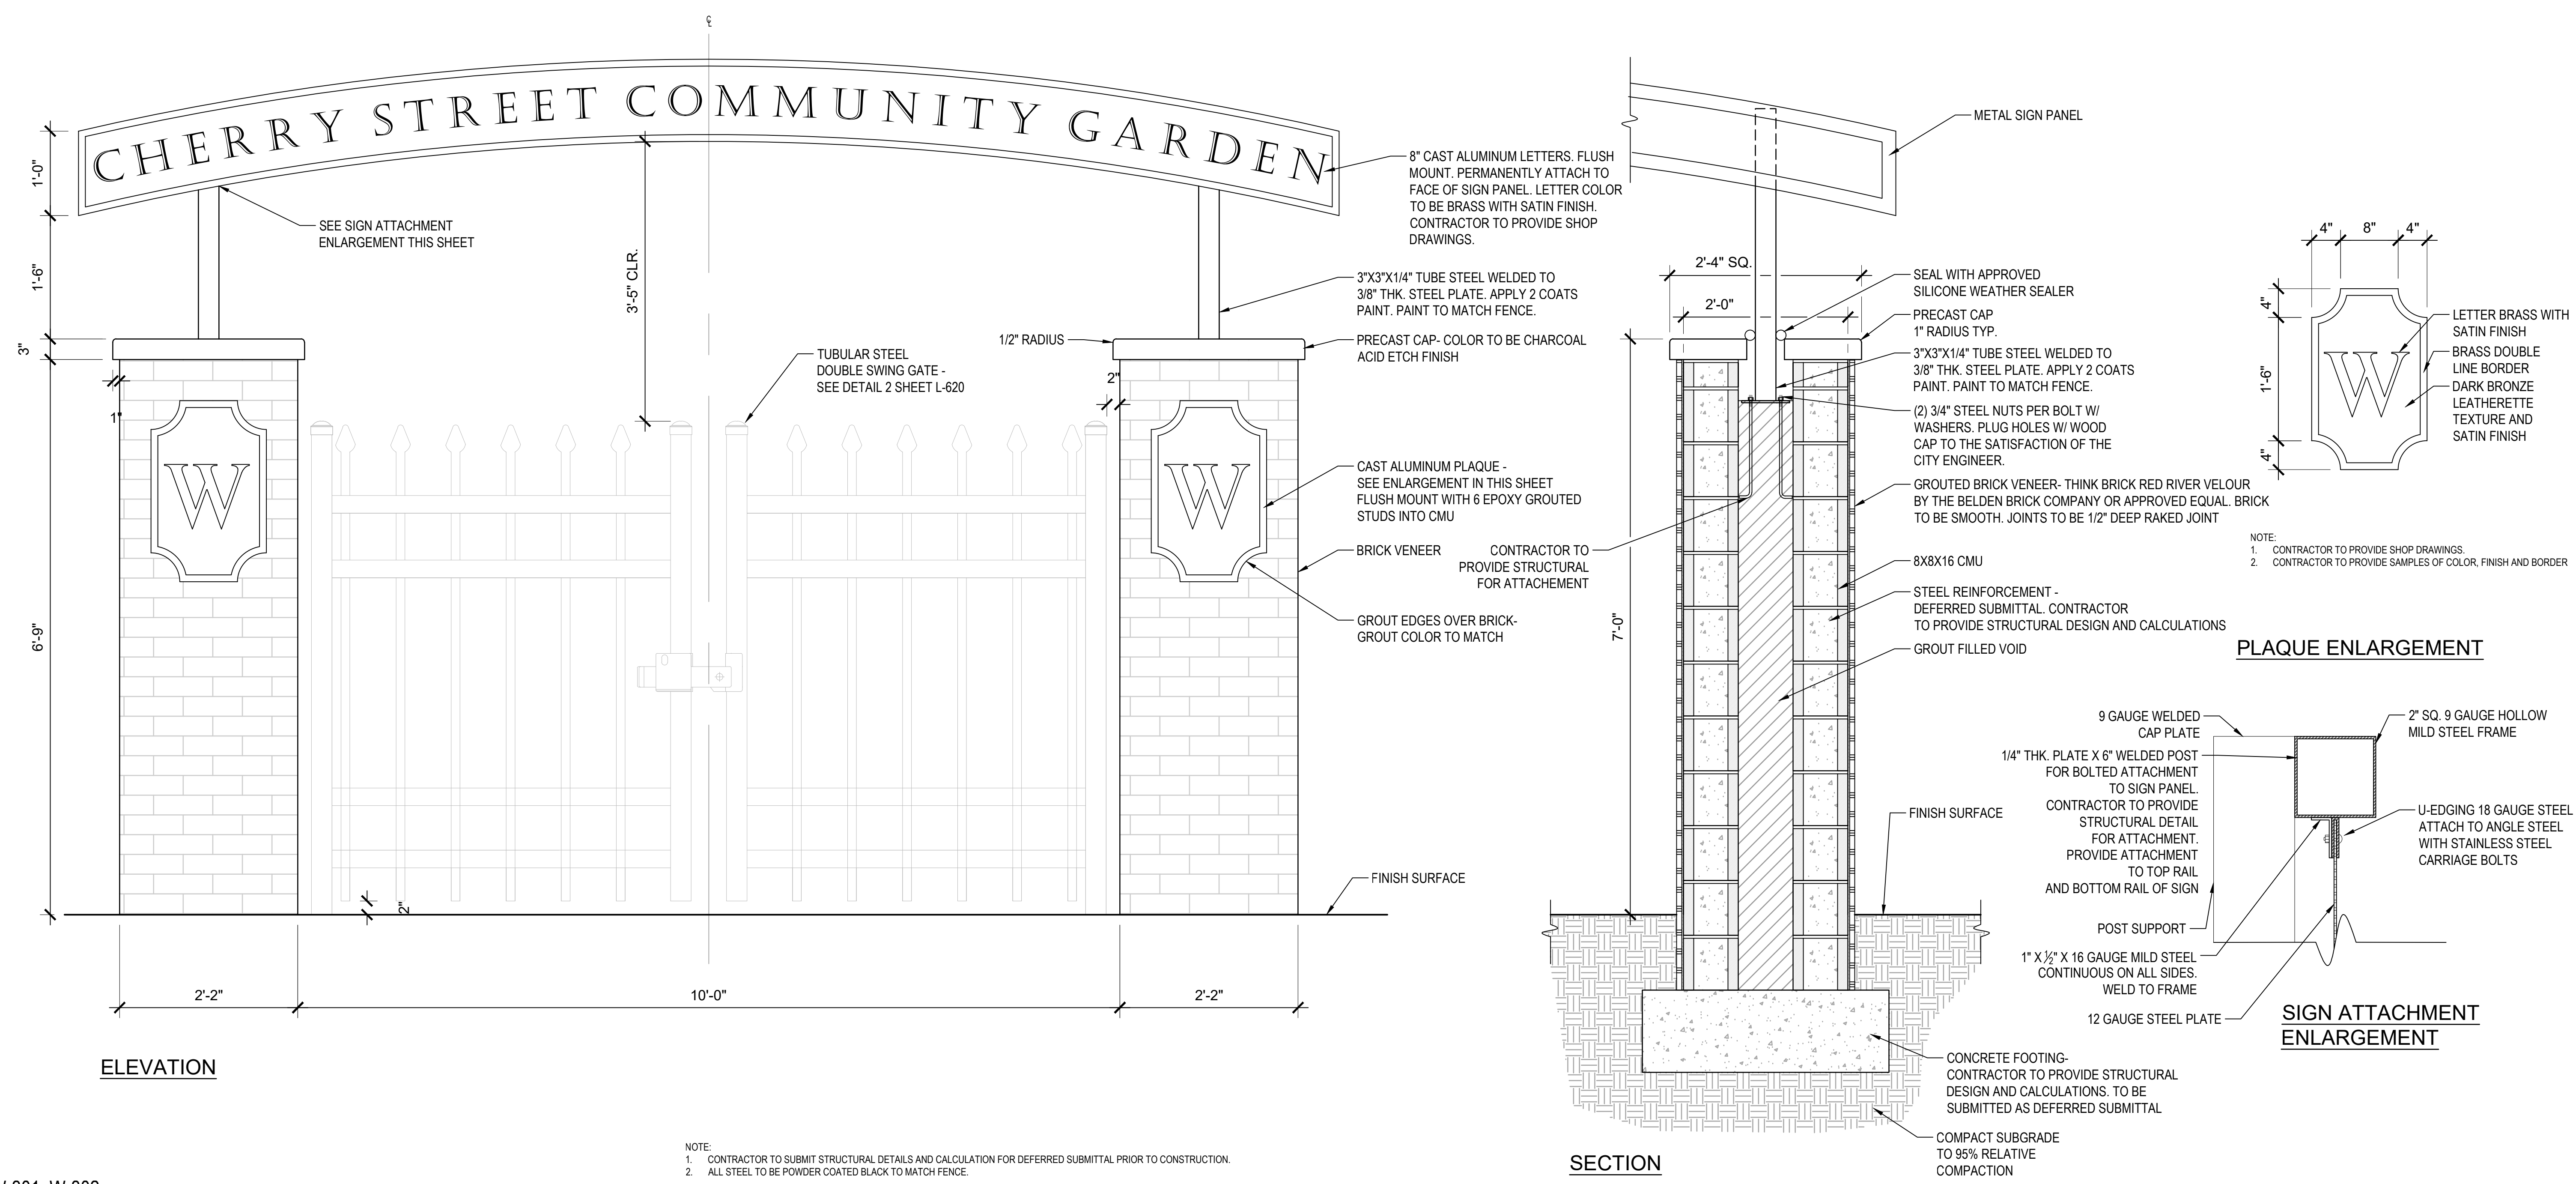 ℄
CHERRY STREET COMMUNITY GARDEN
1'-0"
1'-6"
3"
6'-9"
1"
SEE SIGN ATTACHMENT
ENLARGEMENT THIS SHEET
3'-5" CLR.
TUBULAR STEEL
DOUBLE SWING GATE -
SEE DETAIL 2 SHEET L-620
1/2" RADIUS
2"
W
W
2"
8" CAST ALUMINUM LETTERS. FLUSH
MOUNT. PERMANENTLY ATTACH TO
FACE OF SIGN PANEL. LETTER COLOR
TO BE BRASS WITH SATIN FINISH.
CONTRACTOR TO PROVIDE SHOP
DRAWINGS.
3"X3"X1/4" TUBE STEEL WELDED TO
3/8" THK. STEEL PLATE. APPLY 2 COATS
PAINT. PAINT TO MATCH FENCE.
PRECAST CAP- COLOR TO BE CHARCOAL
ACID ETCH FINISH
CAST ALUMINUM PLAQUE -
SEE ENLARGEMENT IN THIS SHEET
FLUSH MOUNT WITH 6 EPOXY GROUTED
STUDS INTO CMU
BRICK VENEER
GROUT EDGES OVER BRICK-
GROUT COLOR TO MATCH
FINISH SURFACE
2'-2"
10'-0"
2'-2"
ELEVATION
NOTE:
1. CONTRACTOR TO SUBMIT STRUCTURAL DETAILS AND CALCULATION FOR DEFERRED SUBMITTAL PRIOR TO CONSTRUCTION.
2. ALL STEEL TO BE POWDER COATED BLACK TO MATCH FENCE.
METAL SIGN PANEL
2'-4" SQ.
2'-0"
7'-0"
SEAL WITH APPROVED
SILICONE WEATHER SEALER
PRECAST CAP
1" RADIUS TYP.
3"X3"X1/4" TUBE STEEL WELDED TO
3/8" THK. STEEL PLATE. APPLY 2 COATS
PAINT. PAINT TO MATCH FENCE.
(2) 3/4" STEEL NUTS PER BOLT W/
WASHERS. PLUG HOLES W/ WOOD
CAP TO THE SATISFACTION OF THE
CITY ENGINEER.
GROUTED BRICK VENEER- THINK BRICK RED RIVER VELOUR
BY THE BELDEN BRICK COMPANY OR APPROVED EQUAL. BRICK
TO BE SMOOTH. JOINTS TO BE 1/2" DEEP RAKED JOINT
CONTRACTOR TO
PROVIDE STRUCTURAL
FOR ATTACHEMENT
8X8X16 CMU
STEEL REINFORCEMENT -
DEFERRED SUBMITTAL. CONTRACTOR
TO PROVIDE STRUCTURAL DESIGN AND CALCULATIONS
GROUT FILLED VOID
FINISH SURFACE
CONCRETE FOOTING-
CONTRACTOR TO PROVIDE STRUCTURAL
DESIGN AND CALCULATIONS. TO BE
SUBMITTED AS DEFERRED SUBMITTAL
COMPACT SUBGRADE
TO 95% RELATIVE
COMPACTION
SECTION
4"
8"
4"
4"
1'-6"
4"
W
LETTER BRASS WITH
SATIN FINISH
BRASS DOUBLE
LINE BORDER
DARK BRONZE
LEATHERETTE
TEXTURE AND
SATIN FINISH
NOTE:
1. CONTRACTOR TO PROVIDE SHOP DRAWINGS.
2. CONTRACTOR TO PROVIDE SAMPLES OF COLOR, FINISH AND BORDER
PLAQUE ENLARGEMENT
9 GAUGE WELDED
CAP PLATE
1/4" THK. PLATE X 6" WELDED POST
FOR BOLTED ATTACHMENT
TO SIGN PANEL.
CONTRACTOR TO PROVIDE
STRUCTURAL DETAIL
FOR ATTACHMENT.
PROVIDE ATTACHMENT
TO TOP RAIL
AND BOTTOM RAIL OF SIGN
POST SUPPORT
1" X ½" X 16 GAUGE MILD STEEL
CONTINUOUS ON ALL SIDES.
WELD TO FRAME
12 GAUGE STEEL PLATE
2" SQ. 9 GAUGE HOLLOW
MILD STEEL FRAME
U-EDGING 18 GAUGE STEEL
ATTACH TO ANGLE STEEL
WITH STAINLESS STEEL
CARRIAGE BOLTS
SIGN ATTACHMENT
ENLARGEMENT